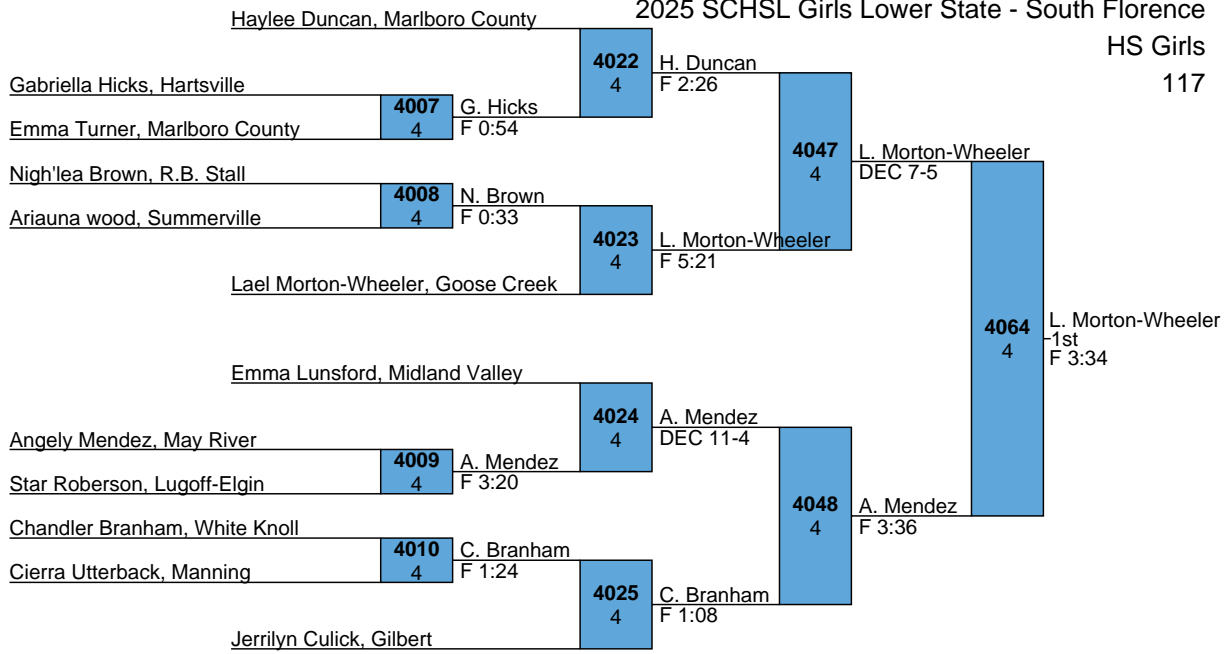 2025 SCHSL Girls Lower State - South Florence
HS Girls
117
Haylee Duncan, Marlboro County
4022
4
H. Duncan
F 2:26
Gabriella Hicks, Hartsville
4007
4
G. Hicks
F 0:54
Emma Turner, Marlboro County
4047
4
L. Morton-Wheeler
DEC 7-5
Nigh'lea Brown, R.B. Stall
4008
4
N. Brown
F 0:33
Ariauna wood, Summerville
4023
4
L. Morton-Wheeler
F 5:21
Lael Morton-Wheeler, Goose Creek
4064
4
L. Morton-Wheeler
1st
F 3:34
Emma Lunsford, Midland Valley
4024
4
A. Mendez
DEC 11-4
Angely Mendez, May River
4009
4
A. Mendez
F 3:20
Star Roberson, Lugoff-Elgin
4048
4
A. Mendez
F 3:36
Chandler Branham, White Knoll
4010
4
C. Branham
F 1:24
Cierra Utterback, Manning
4025
4
C. Branham
F 1:08
Jerrilyn Culick, Gilbert